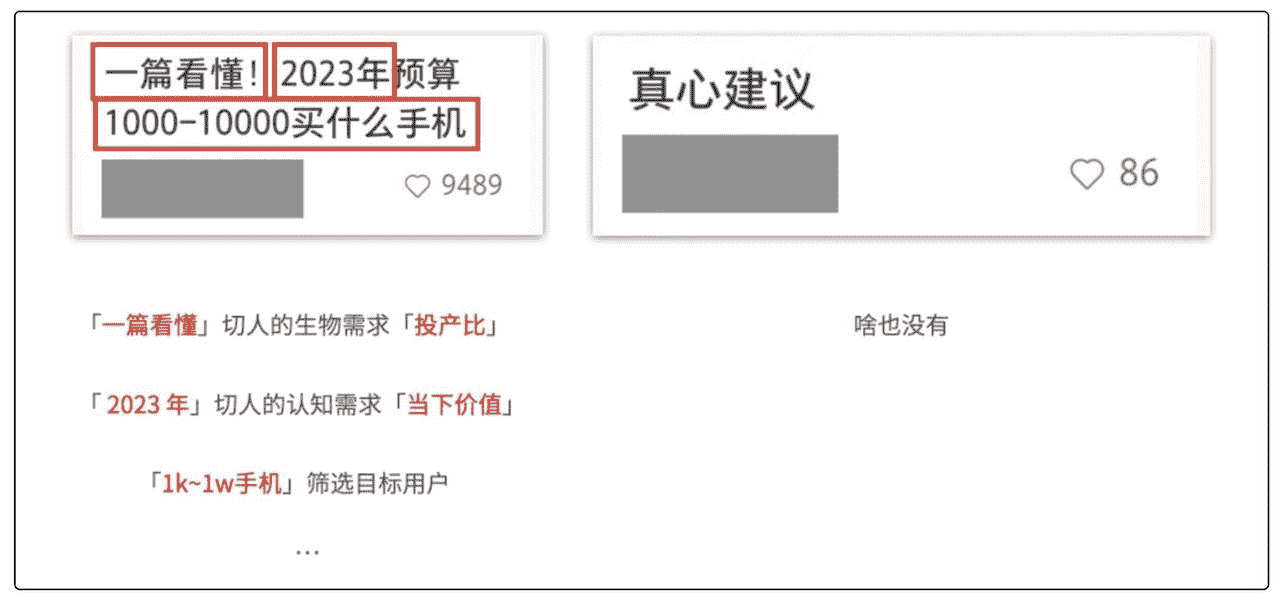 一篇看懂！2023年预算
1000-10000买什么手机
9489
真心建议
86
「一篇看懂」切人的生物需求「投产比」
「2023 年」切人的认知需求「当下价值」
「1k~1w手机」筛选目标用户
...
啥也没有